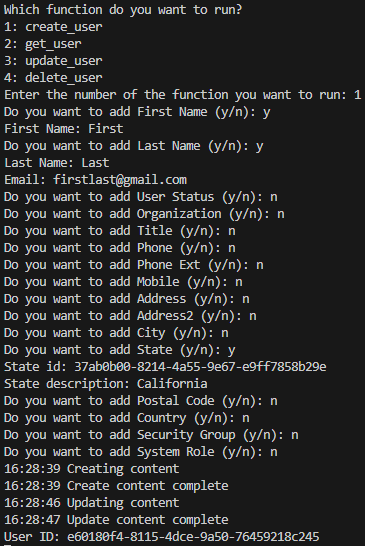 Which function do you want to run?
1: create_user
2: get_user
3: update_user
4: delete_user
Enter the number of the function you want to run: 1
Do you want to add First Name (y/n): y
First Name: First
Do you want to add Last Name (y/n): y
Last Name: Last
Email: firstlast@gmail.com
Do you want to add User Status (y/n): n
Do you want to add Organization (y/n): n
Do you want to add Title (y/n): n
Do you want to add Phone (y/n): n
Do you want to add Phone Ext (y/n): n
Do you want to add Mobile (y/n): n
Do you want to add Address (y/n): n
Do you want to add Address2 (y/n): n
Do you want to add City (y/n): n
Do you want to add State (y/n): y
State id: 37ab0b00-8214-4a55-9e67-e9ff7858b29e
State description: California
Do you want to add Postal Code (y/n): n
Do you want to add Country (y/n): n
Do you want to add Security Group (y/n): n
Do you want to add System Role (y/n): n
16:28:39 Creating content
16:28:39 Create content complete
16:28:46 Updating content
16:28:47 Update content complete
User ID: e60180f4-8115-4dce-9a50-76459218c245